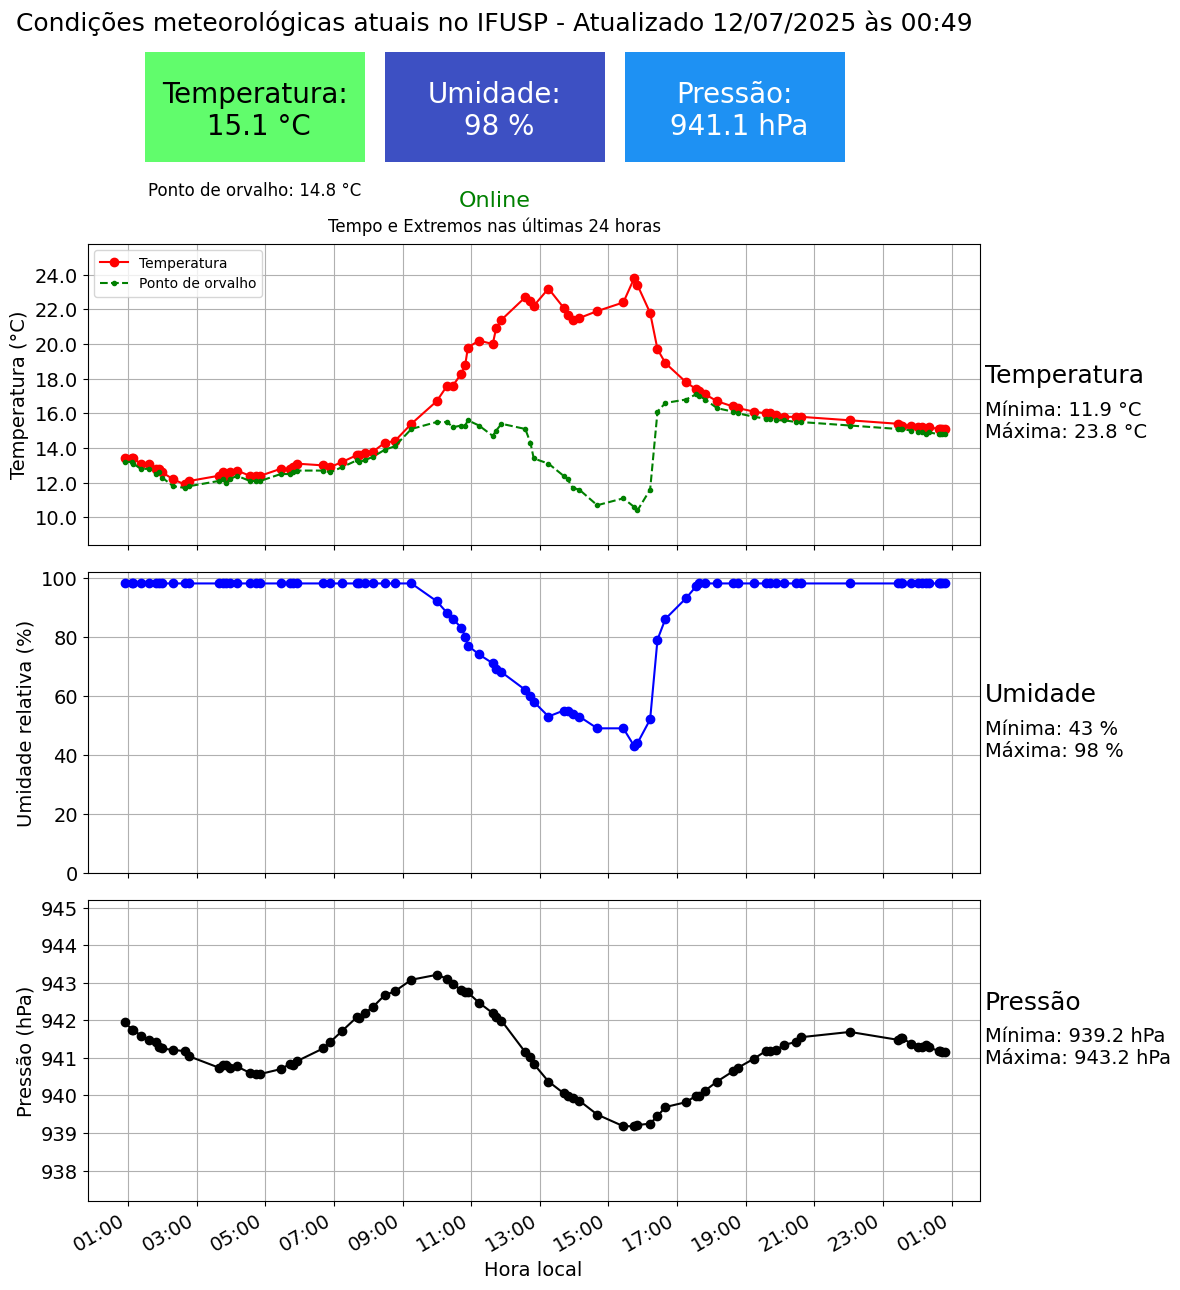 Condições meteorológicas atuais no IFUSP - Atualizado 12/07/2025 às 00:49
Temperatura:
15.1 °C
Umidade:
98 %
Pressão:
941.1 hPa
Ponto de orvalho: 14.8 °C
Online
Tempo e Extremos nas últimas 24 horas
Temperatura (°C)
24.0
22.0
20.0
18.0
16.0
14.0
12.0
10.0
Temperatura
Ponto de orvalho
Temperatura
Mínima: 11.9 °C
Máxima: 23.8 °C
Umidade relativa (%)
100
80
60
40
20
0
Umidade
Mínima: 43 %
Máxima: 98 %
Pressão (hPa)
945
944
943
942
941
940
939
938
Pressão
Mínima: 939.2 hPa
Máxima: 943.2 hPa
01:00
03:00
05:00
07:00
09:00
11:00
13:00
15:00
17:00
19:00
21:00
23:00
01:00
Hora local